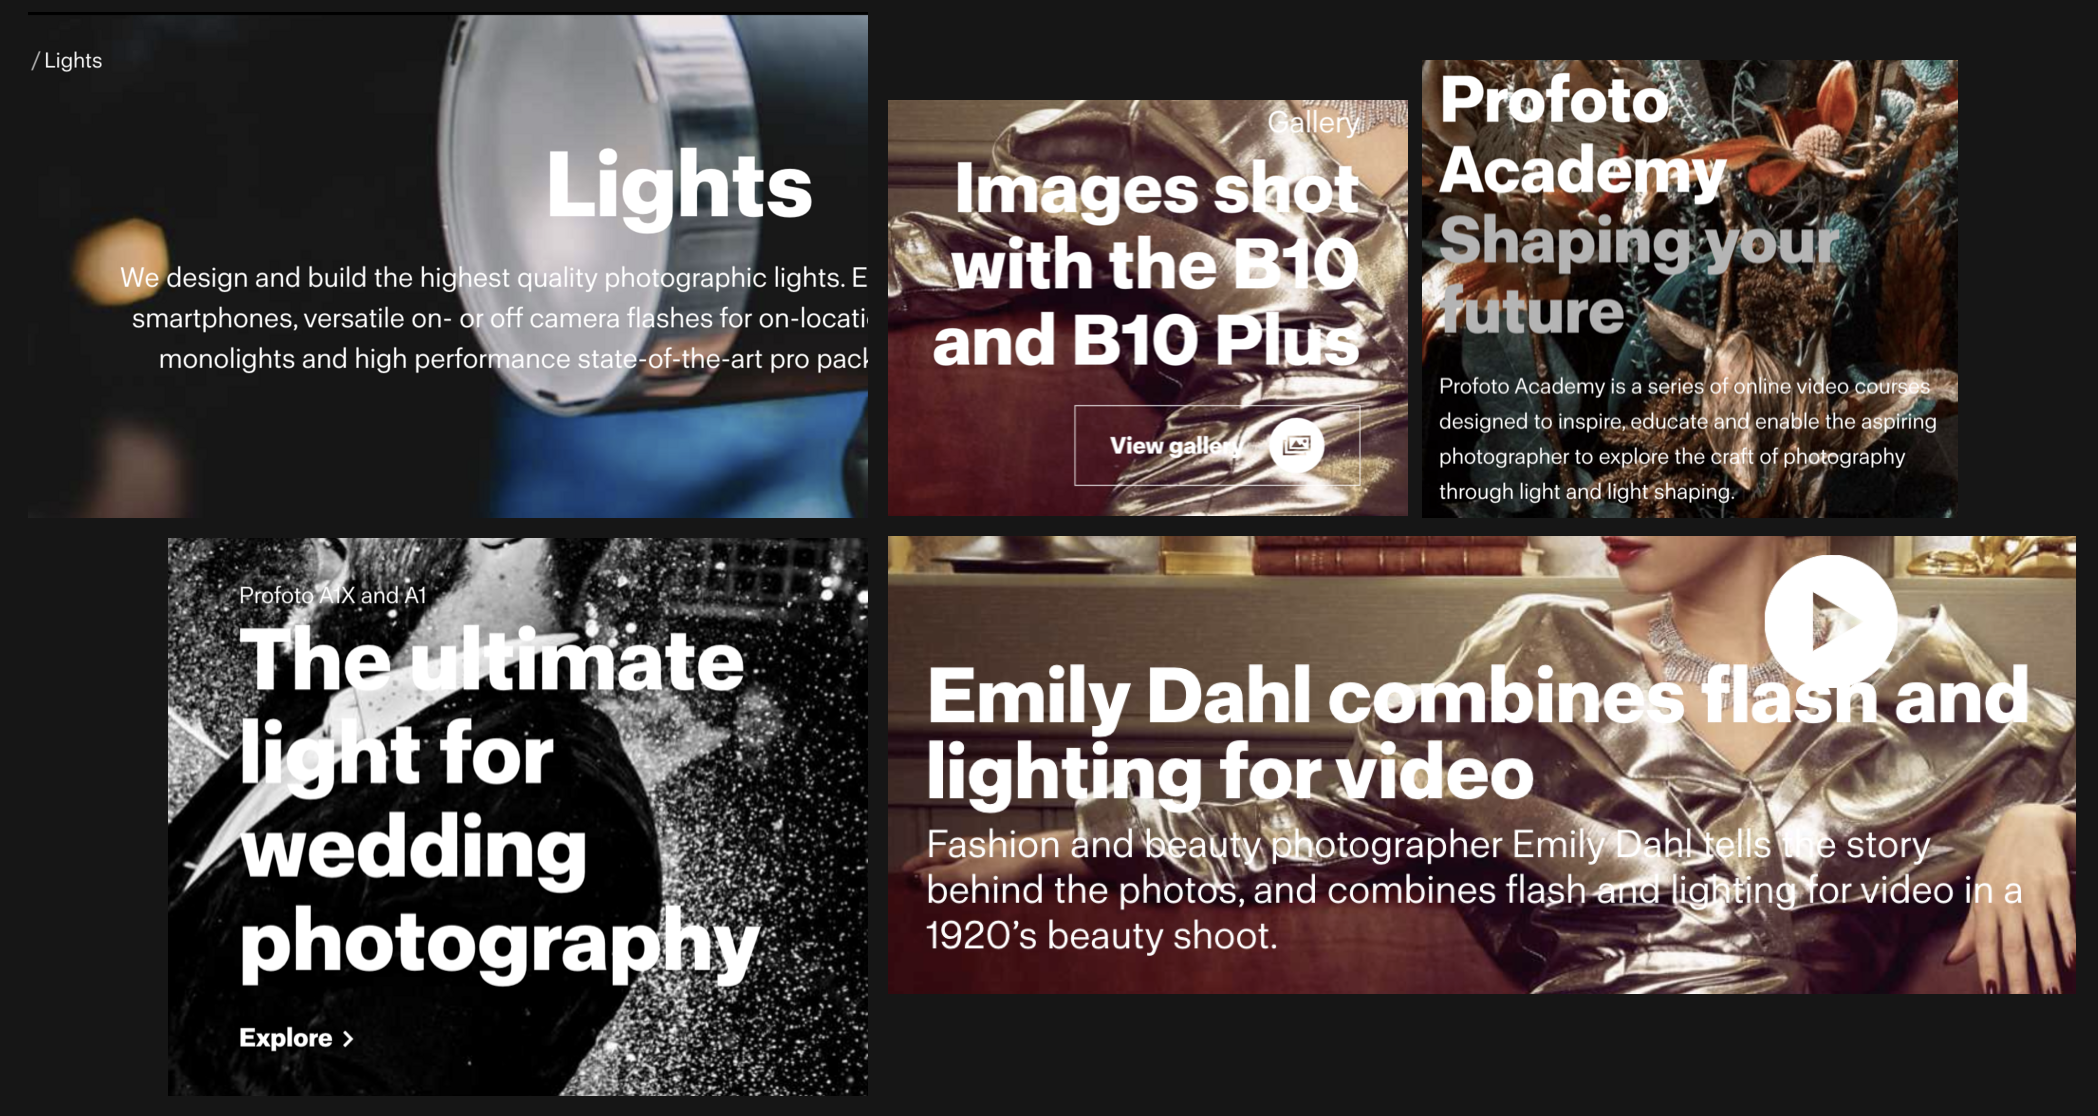 / Lights
Lights
We design and build the highest quality photographic lights. E
smartphones, versatile on- or off camera flashes for on-locati
monolights and high performance state-of-the-art pro pack
Gallery
Images shot
with the B10
and B10 Plus
View gallery
Profoto
Academy
Shaping your
future
Profoto Academy is a series of online video courses
designed to inspire, educate and enable the aspiring
photographer to explore the craft of photography
through light and light shaping.
Profoto A1X and A1
The ultimate
light for
wedding
photography
Explore >
Emily Dahl combines flash and
lighting for video
Fashion and beauty photographer Emily Dahl tells the story
behind the photos, and combines flash and lighting for video in a
1920’s beauty shoot.